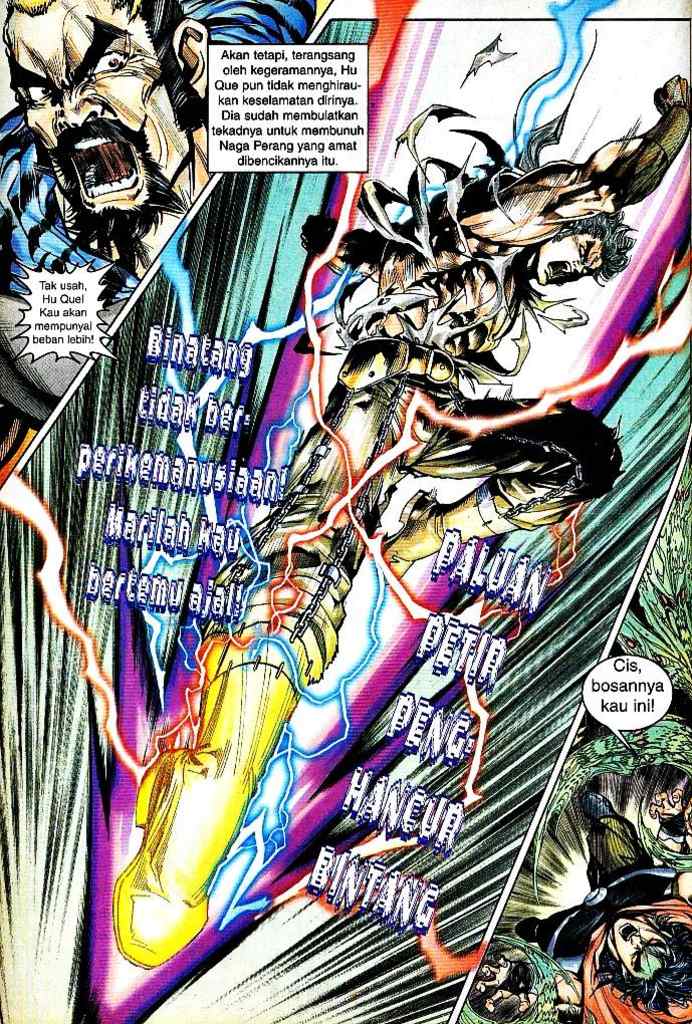 Akan tetapi, terangsang
oleh kegeramannya, Hu
Que pun tidak menghirau-
kan keselamatan dirinya.
Dia sudah membulatkan
tekadnya untuk membunuh
Naga Perang yang amat
dibencikannya itu.
Tak usah,
Hu Que!
Kau akan
mempunyai
beban lebih!
Binatang
tidak ber-
perikemanusiaan!
Marilah kau
bertemu ajal!
PALUAN
PETIR
PENG-
HANCUR
BINTANG
Cis,
bosannya
kau ini!